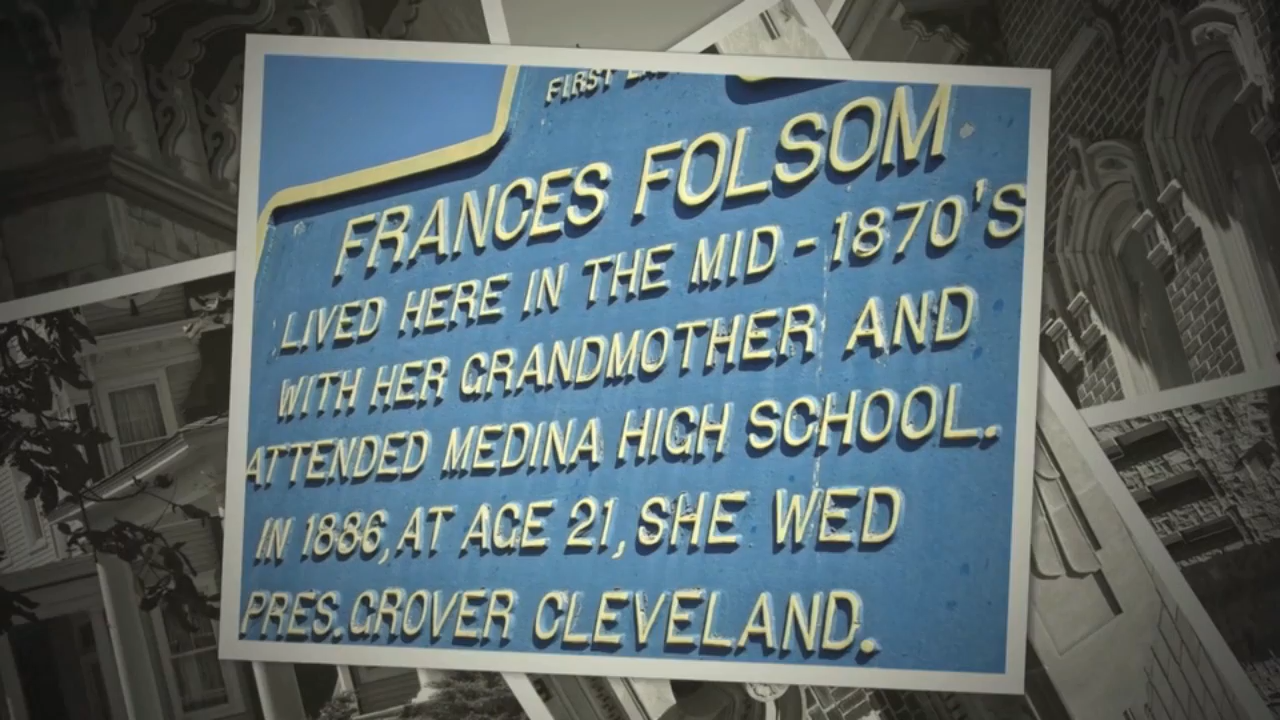 FIRST
FRANCES FOLSOM
LIVED HERE IN THE MID-1870'S
WITH HER GRANDMOTHER AND
ATTENDED MEDINA HIGH SCHOOL.
IN 1886, AT AGE 21, SHE WED
PRES. GROVER CLEVELAND.